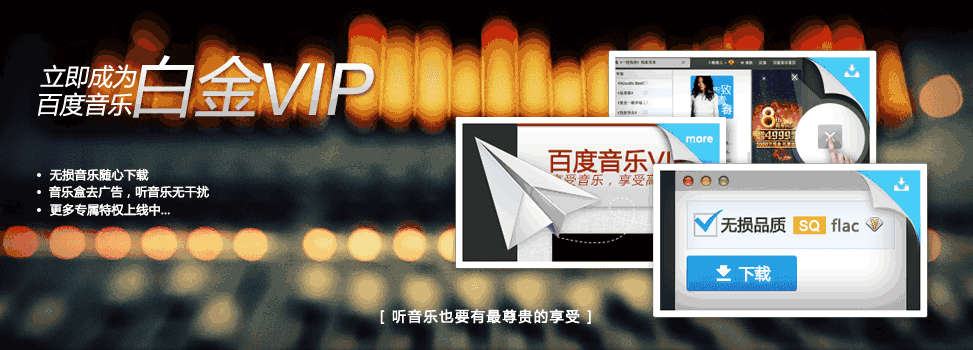 立即成为
百度音乐
白金VIP
无损音乐随心下载
音乐盒去广告，听音乐无干扰
更多专属特权上线中...
more
百度音乐VI
享受音乐，享受高
无损品质 SQ flac
下载
[ 听音乐也要有最尊贵的享受 ]